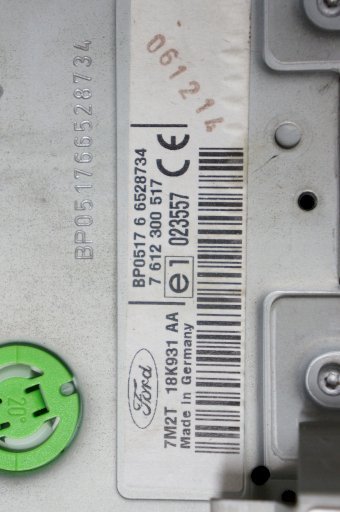 BP051766528734
061214
BP0517 6 6528734
7 612 300 517
e1 023557 CE
Ford
7M2T 18K931 AA
Made in Germany
20°